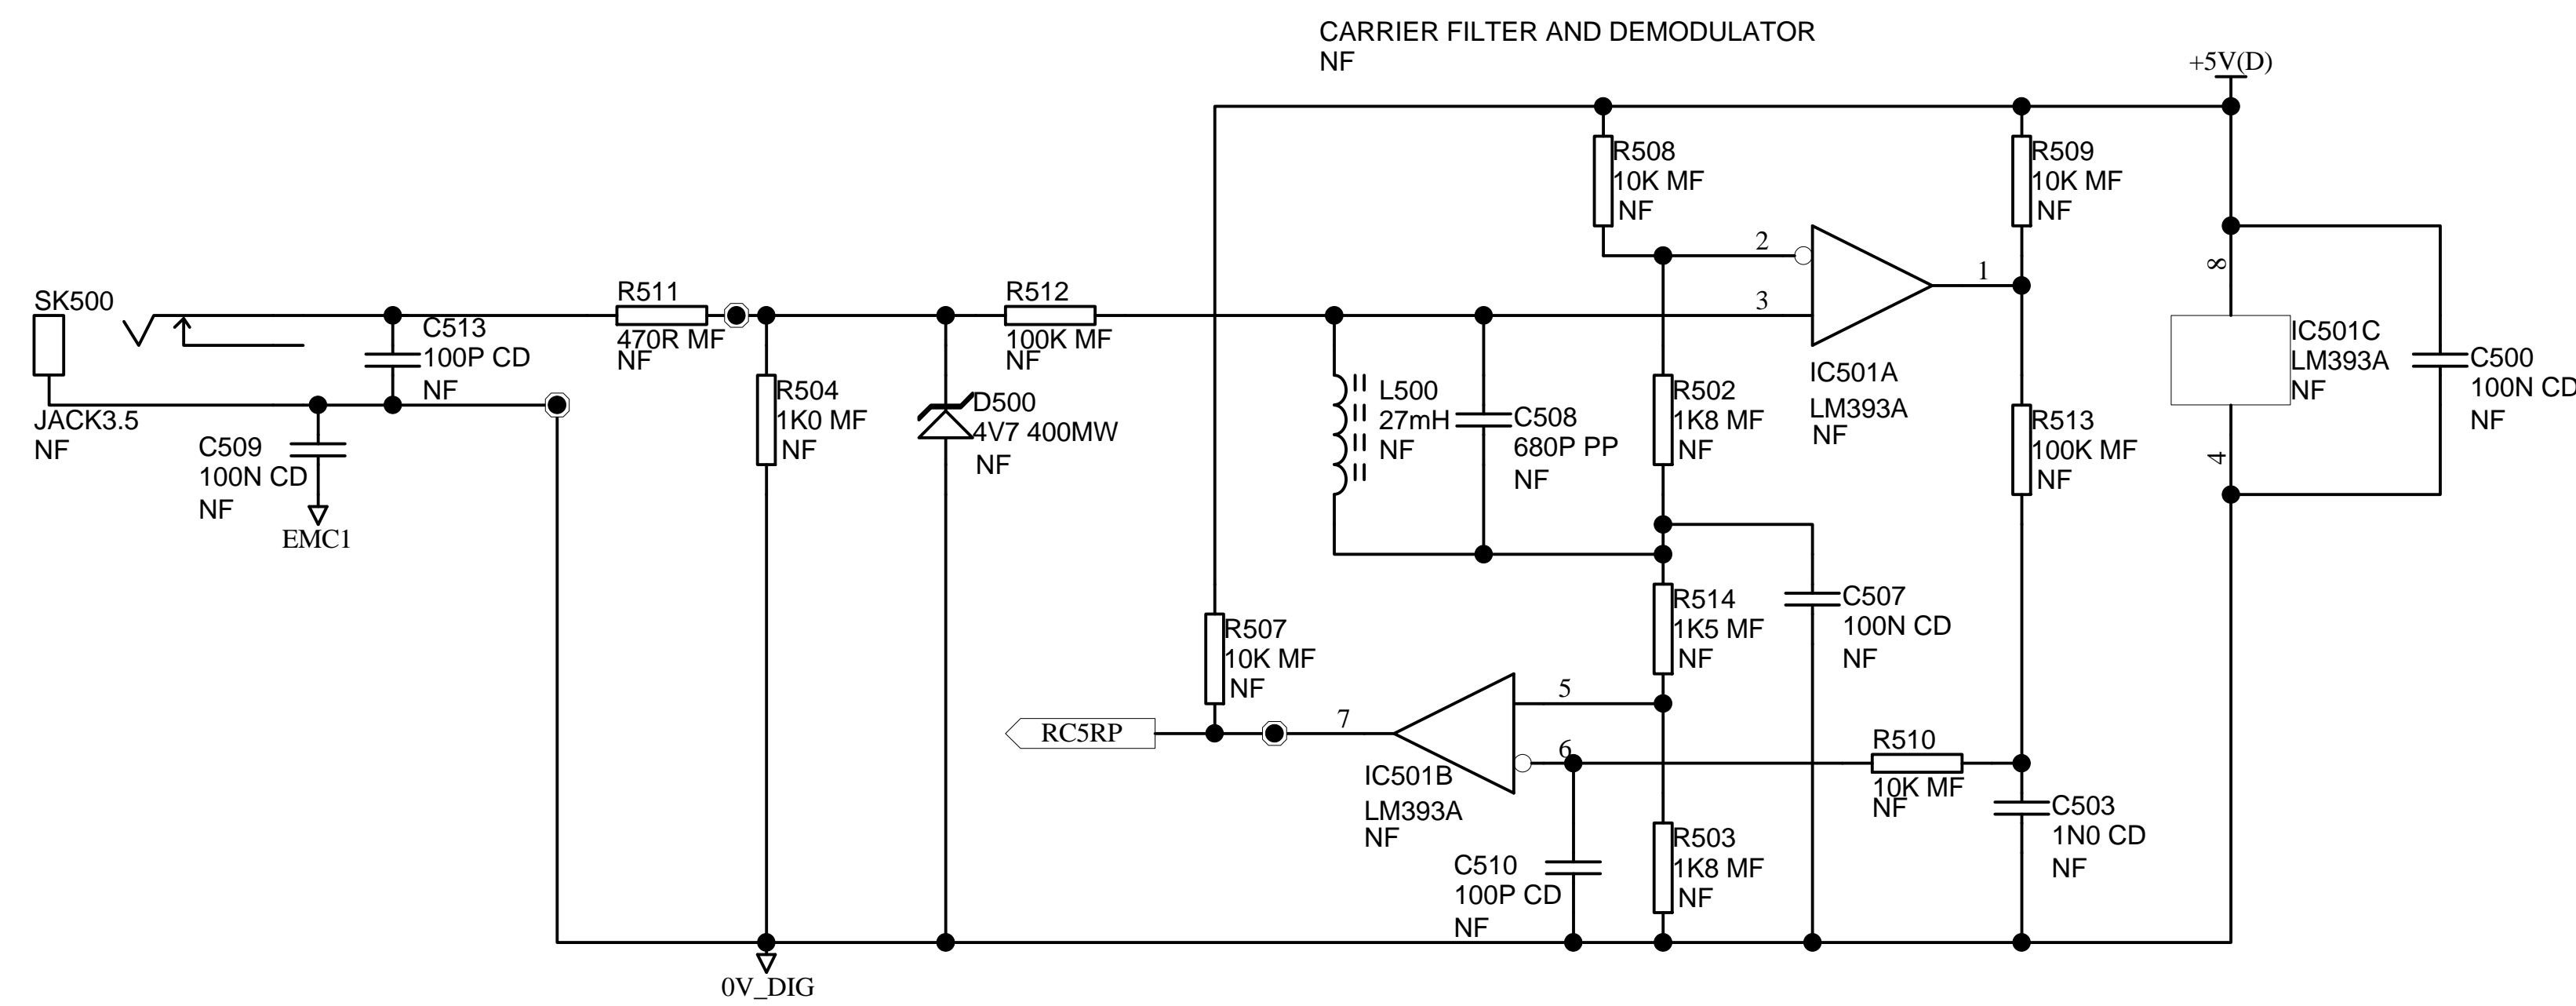 CARRIER FILTER AND DEMODULATOR
NF
+5V(D)
R508
10K MF
NF
R509
10K MF
NF
2
3
1
8
4
IC501A
LM393A
NF
IC501C
LM393A
NF
C500
100N CD
NF
SK500
JACK3.5
NF
C513
100P CD
NF
C509
100N CD
NF
EMC1
R511
470R MF
NF
R504
1K0 MF
NF
D500
4V7 400MW
NF
R512
100K MF
NF
L500
27mH
NF
C508
680P PP
NF
R502
1K8 MF
NF
R513
100K MF
NF
R514
1K5 MF
NF
C507
100N CD
NF
R507
10K MF
NF
RC5RP
7
5
6
IC501B
LM393A
NF
R510
10K MF
NF
C503
1N0 CD
NF
C510
100P CD
NF
R503
1K8 MF
NF
0V_DIG